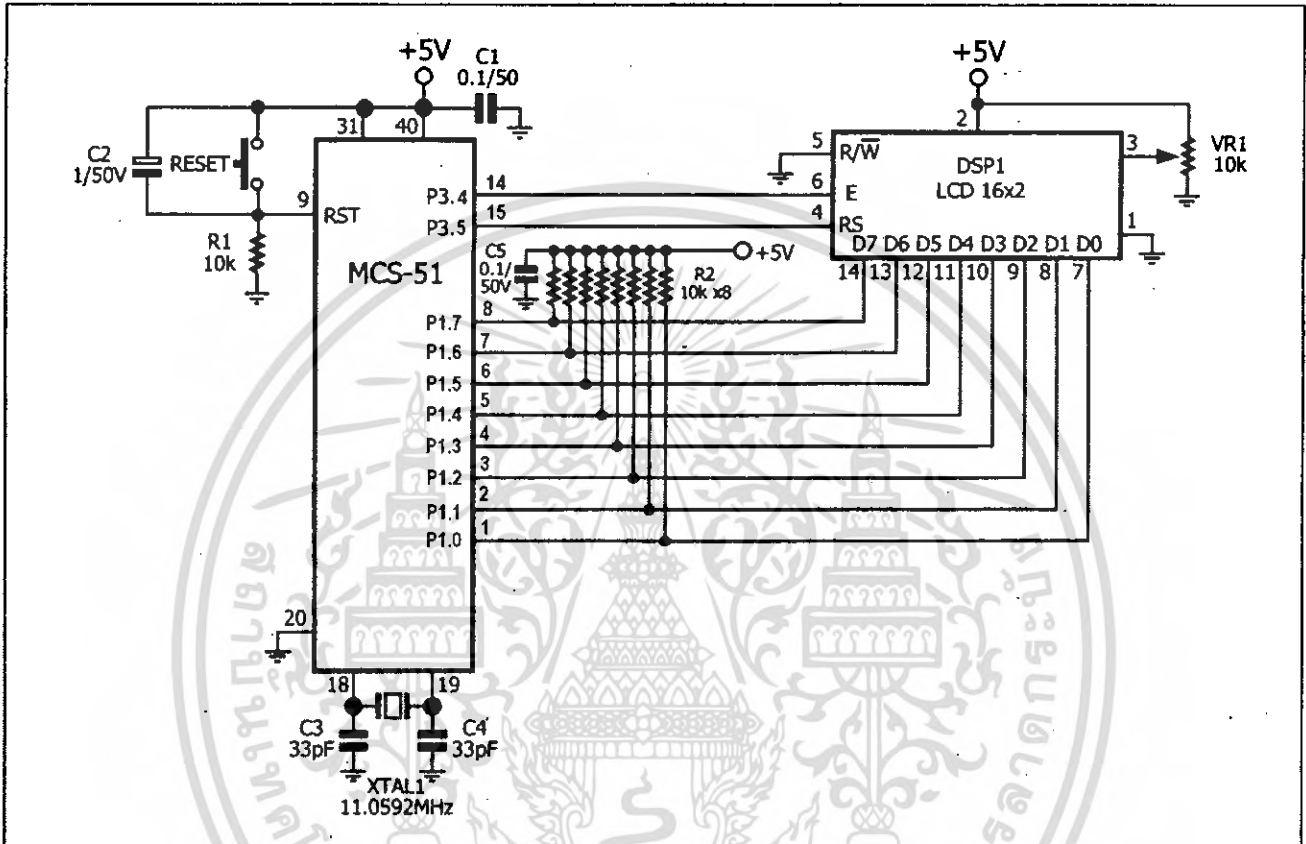 +5V
C1
0.1/50
31
40
C2
1/50V
RESET
9
RST
R1
10k
MCS-51
P3.4
14
P3.5
15
C5
0.1/
50V
+5V
R2
10k x8
P1.7
8
P1.6
7
P1.5
6
P1.4
5
P1.3
4
P1.2
3
P1.1
2
P1.0
1
20
18
19
C3
33pF
C4
33pF
XTAL1
11.0592MHz
+5V
2
5
R/W̅
DSP1
LCD 16x2
6
E
4
RS
3
VR1
10k
1
D7 D6 D5 D4 D3 D2 D1 D0
14 13 12 11 10 9 8 7